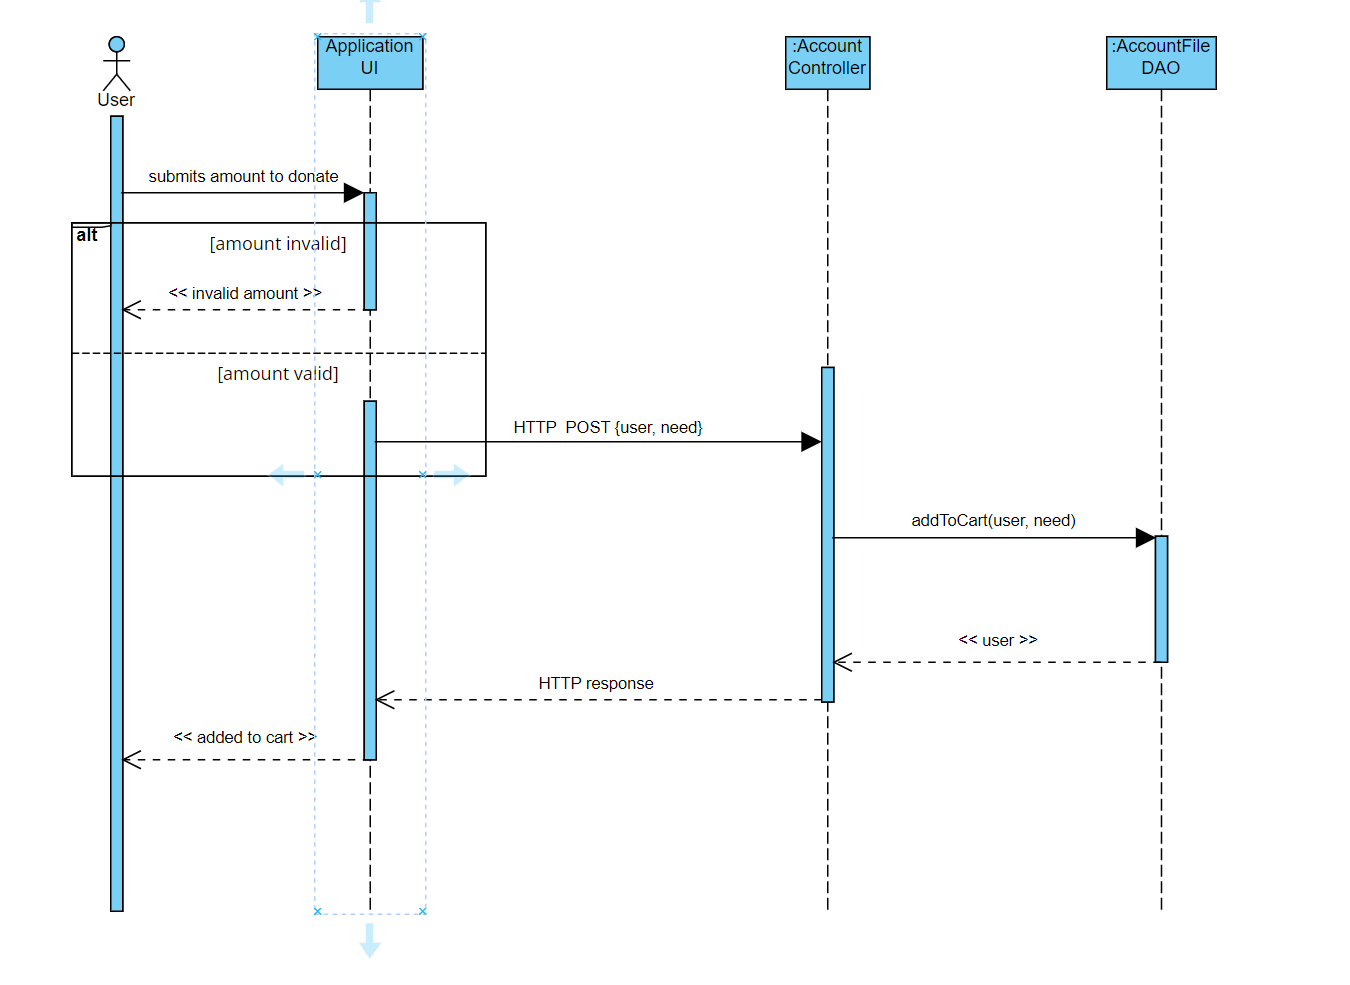 Application
UI
:Account
Controller
:AccountFile
DAO
User
submits amount to donate
alt
[amount invalid]
<< invalid amount >>
[amount valid]
HTTP  POST {user, need}
addToCart(user, need)
<< user >>
HTTP response
<< added to cart >>